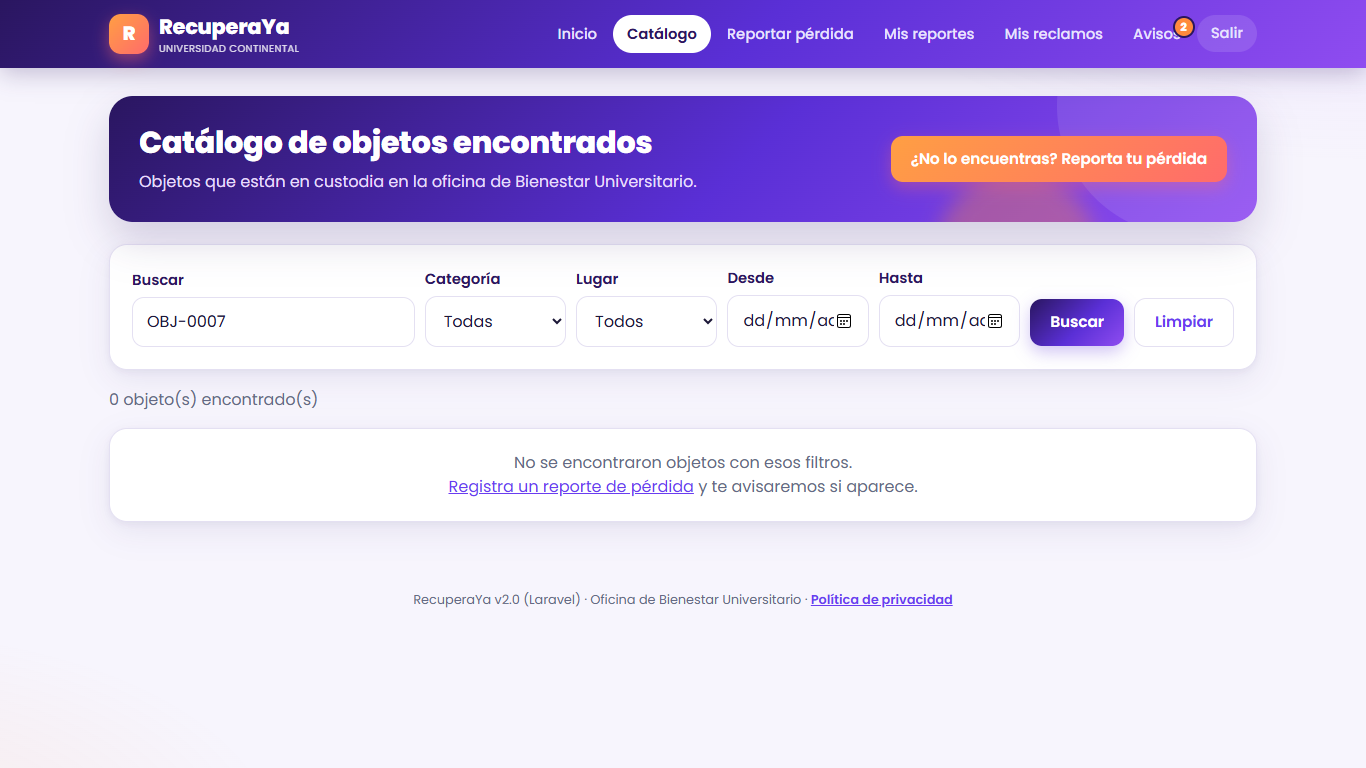 R
RecuperaYa
UNIVERSIDAD CONTINENTAL
Inicio
Catálogo
Reportar pérdida
Mis reportes
Mis reclamos
Avisos
2
Salir
Catálogo de objetos encontrados
Objetos que están en custodia en la oficina de Bienestar Universitario.
¿No lo encuentras? Reporta tu pérdida
Buscar
Categoría
Lugar
Desde
Hasta
OBJ-0007
Todas
Todos
dd/mm/aa
dd/mm/aa
Buscar
Limpiar
0 objeto(s) encontrado(s)
No se encontraron objetos con esos filtros.
Registra un reporte de pérdida y te avisaremos si aparece.
RecuperaYa v2.0 (Laravel) · Oficina de Bienestar Universitario · Política de privacidad